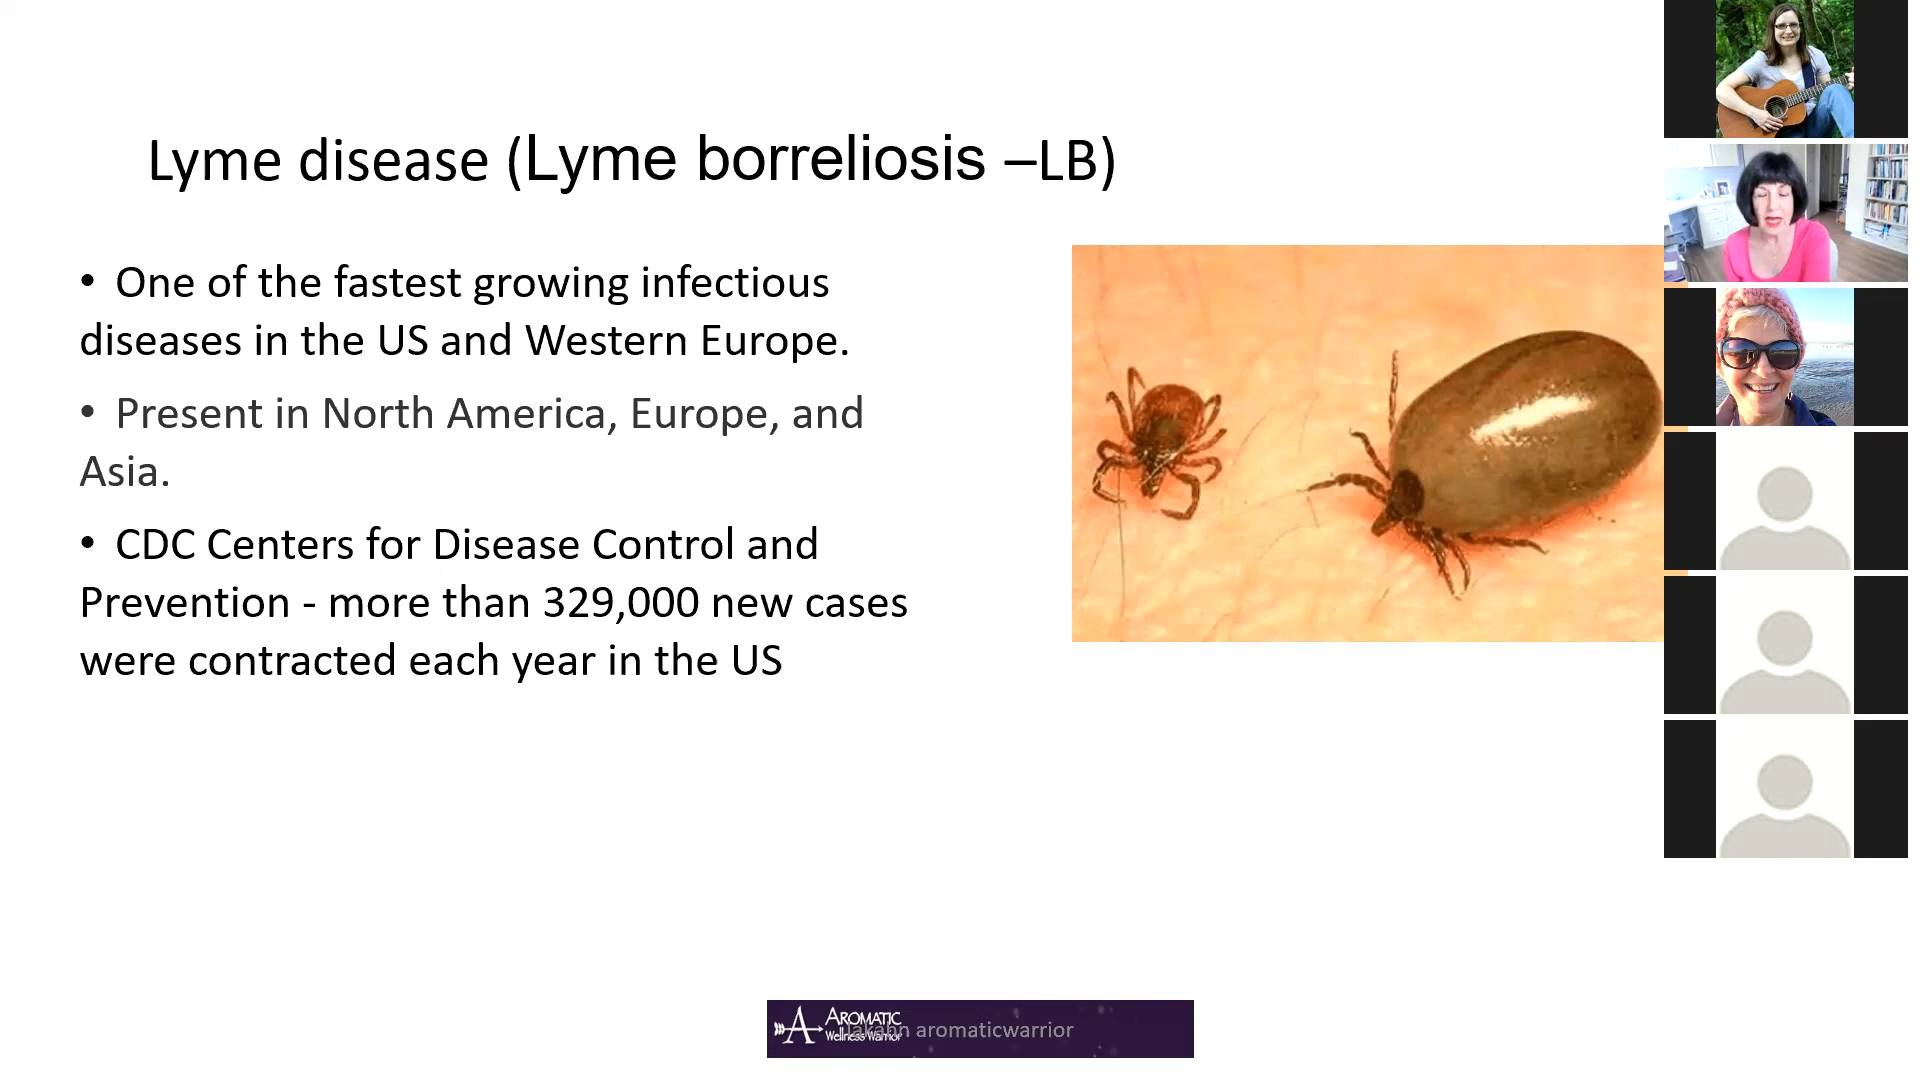 Lyme disease (Lyme borreliosis –LB)
• One of the fastest growing infectious
diseases in the US and Western Europe.
• Present in North America, Europe, and
Asia.
• CDC Centers for Disease Control and
Prevention - more than 329,000 new cases
were contracted each year in the US
AROMATIC
Wellness Warrior
aromaticwarrior